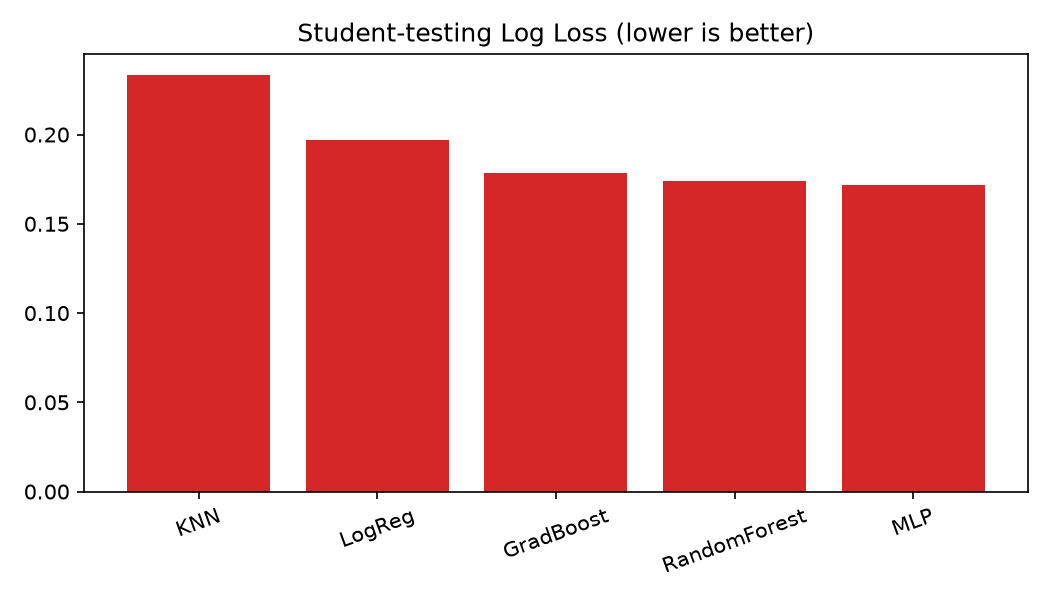 Student-testing Log Loss (lower is better)
0.20
0.15
0.10
0.05
0.00
KNN
LogReg
GradBoost
RandomForest
MLP